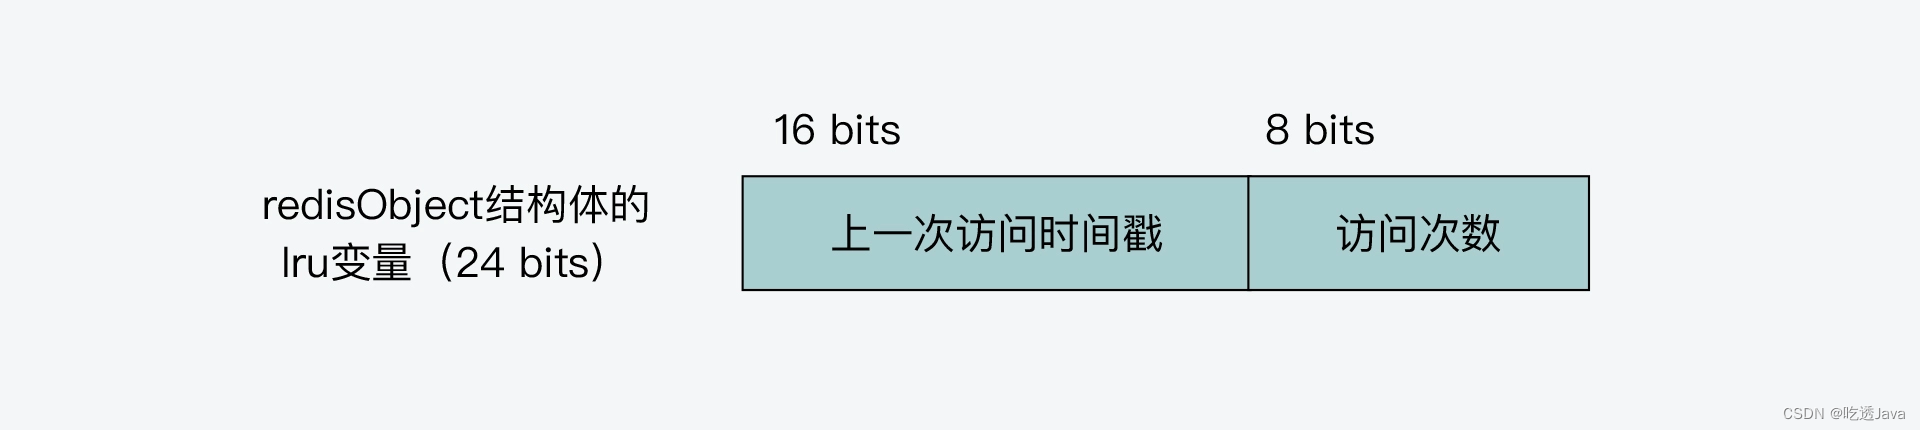 16 bits
8 bits
redisObject结构体的
lru变量（24 bits）
上一次访问时间戳
访问次数
CSDN @吃透Java